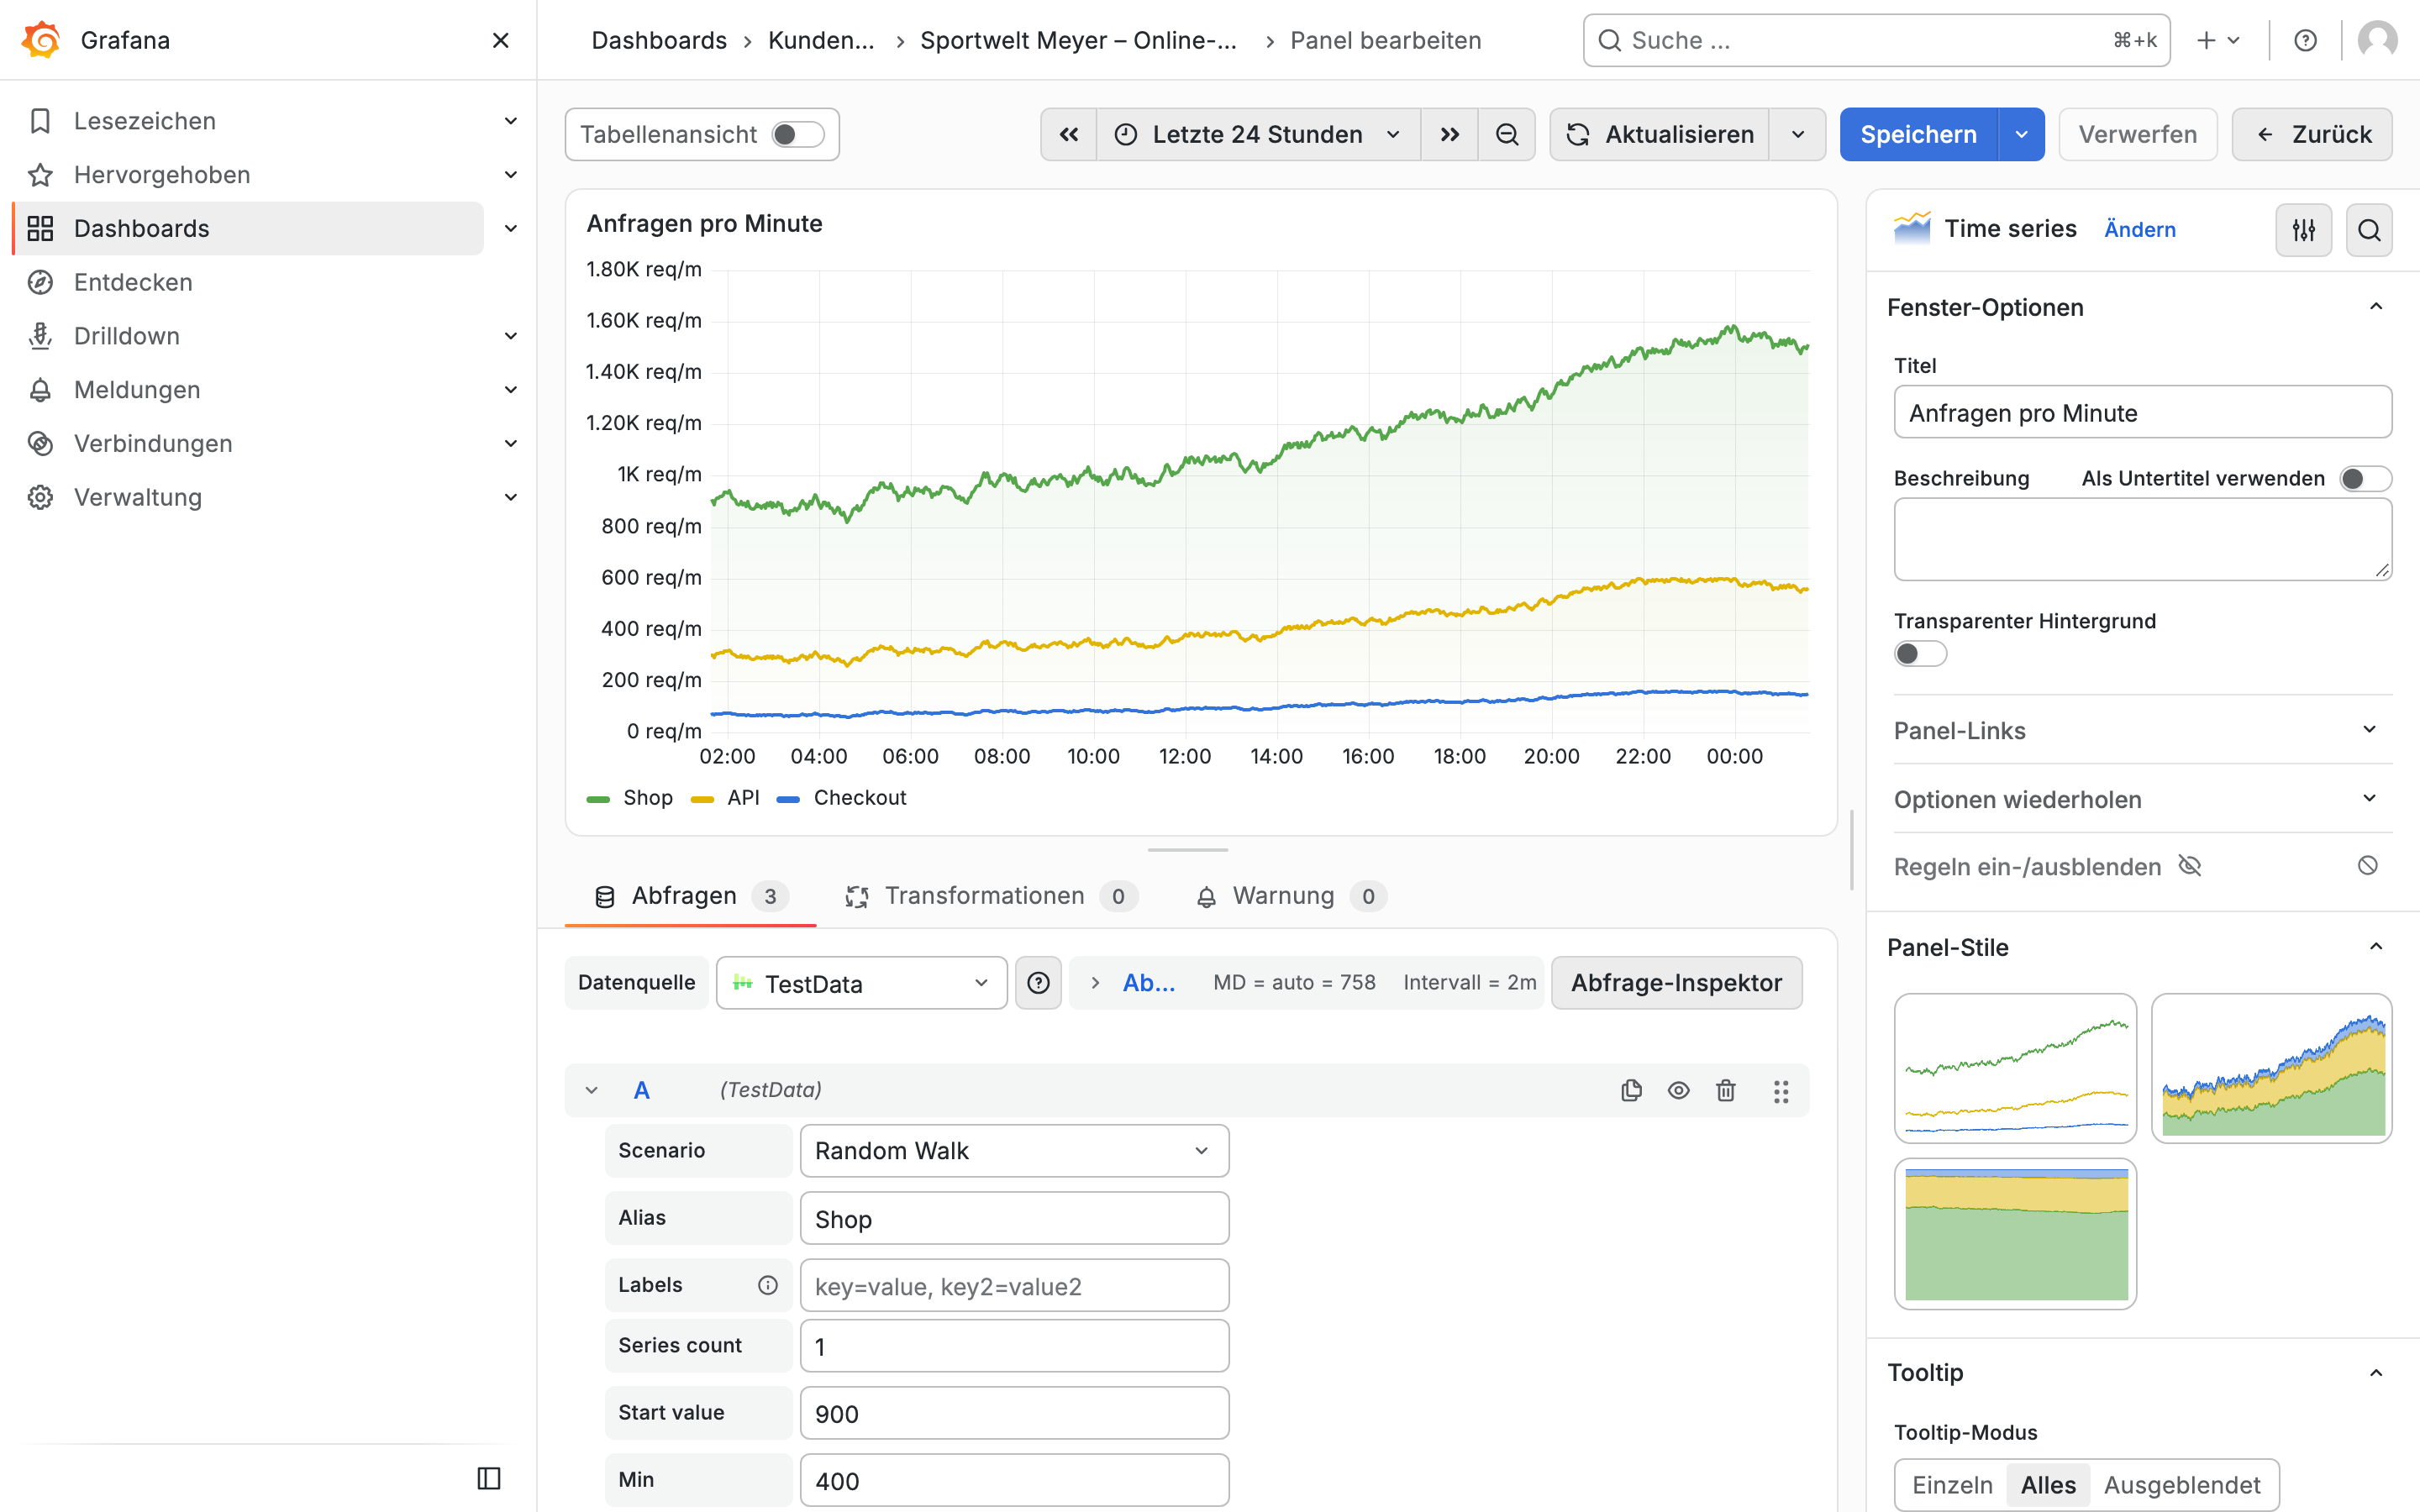 Grafana
Dashboards › Kunden... › Sportwelt Meyer – Online-... › Panel bearbeiten
Suche ...
⌘+k
Lesezeichen
Hervorgehoben
Dashboards
Entdecken
Drilldown
Meldungen
Verbindungen
Verwaltung
Tabellenansicht
Letzte 24 Stunden
Aktualisieren
Speichern
Verwerfen
Zurück
Anfragen pro Minute
1.80K req/m
1.60K req/m
1.40K req/m
1.20K req/m
1K req/m
800 req/m
600 req/m
400 req/m
200 req/m
0 req/m
02:00 04:00 06:00 08:00 10:00 12:00 14:00 16:00 18:00 20:00 22:00 00:00
Shop API Checkout
Abfragen 3
Transformationen 0
Warnung 0
Datenquelle
TestData
Ab...
MD = auto = 758
Intervall = 2m
Abfrage-Inspektor
A
(TestData)
Scenario
Random Walk
Alias
Shop
Labels
key=value, key2=value2
Series count
1
Start value
900
Min
400
Time series
Ändern
Fenster-Optionen
Titel
Anfragen pro Minute
Beschreibung
Als Untertitel verwenden
Transparenter Hintergrund
Panel-Links
Optionen wiederholen
Regeln ein-/ausblenden
Panel-Stile
Tooltip
Tooltip-Modus
Einzeln Alles Ausgeblendet